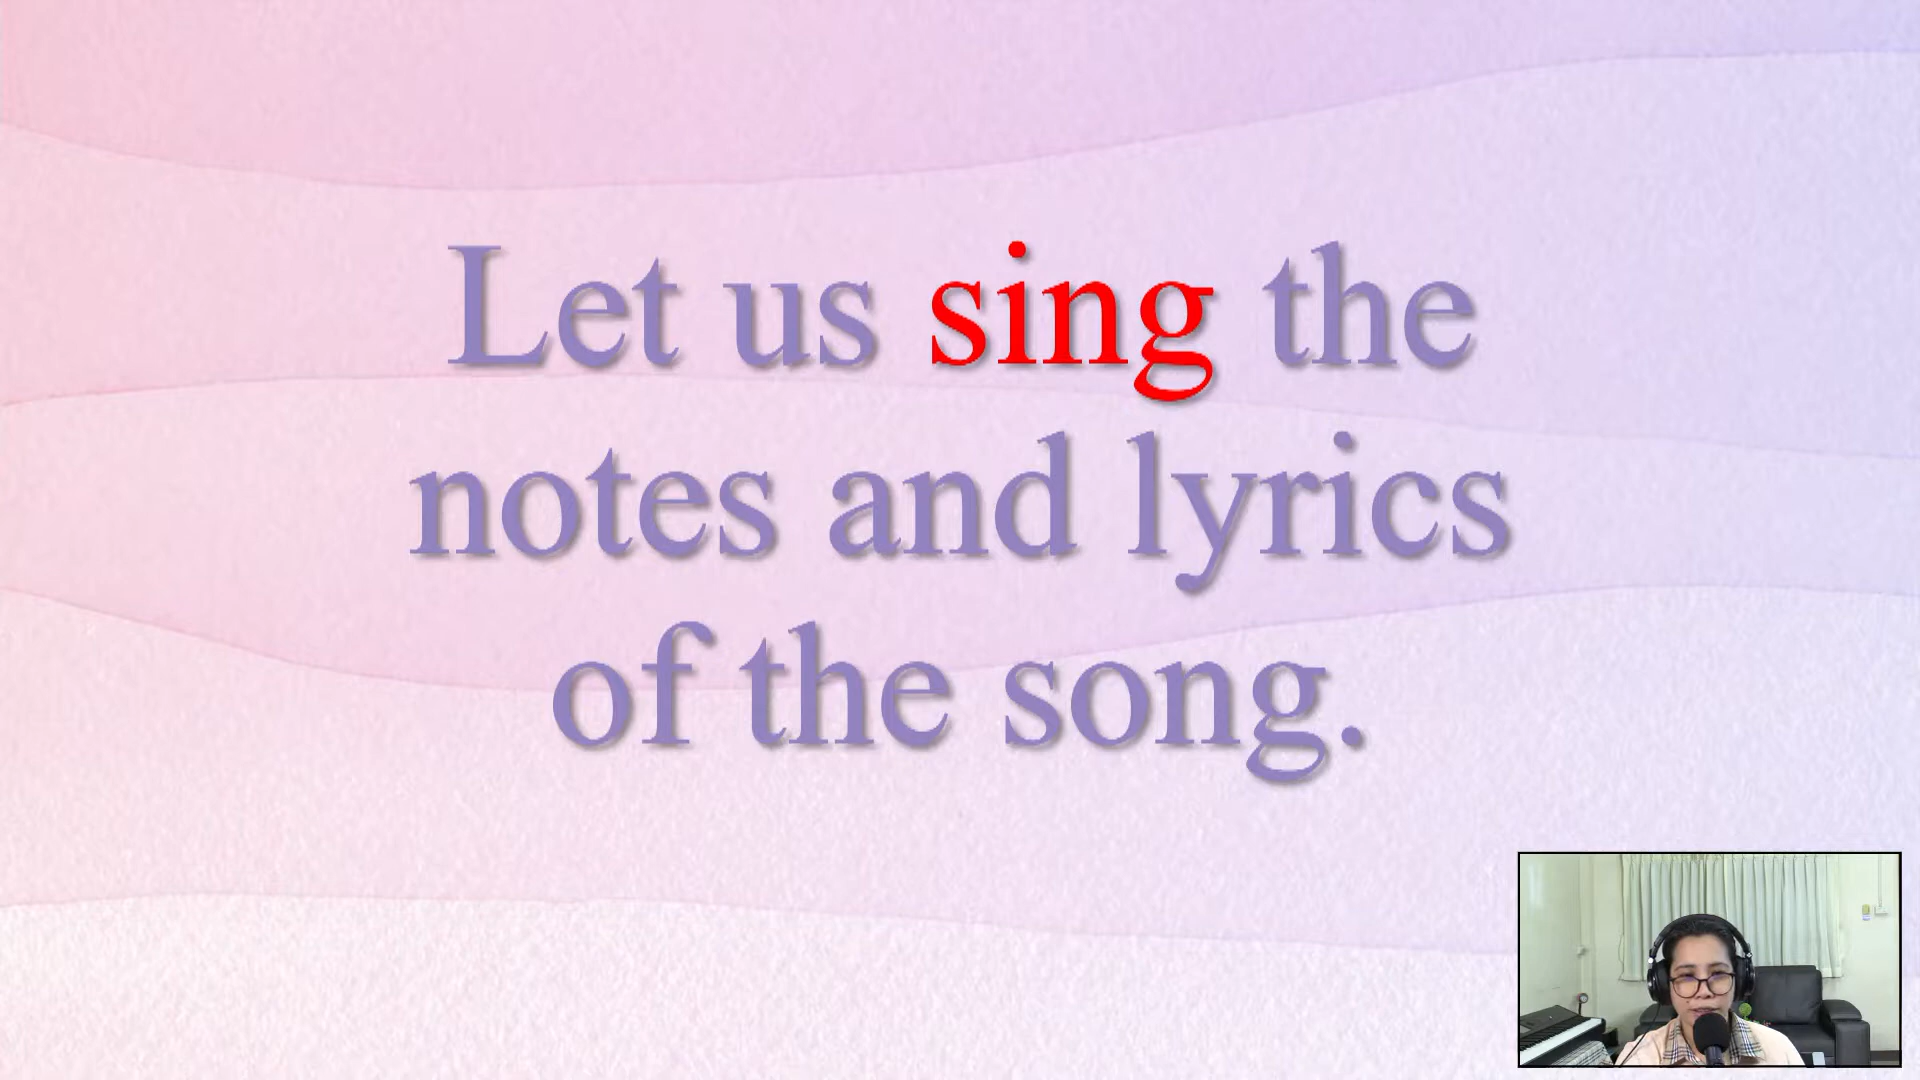 Let us sing the
notes and lyrics
of the song.